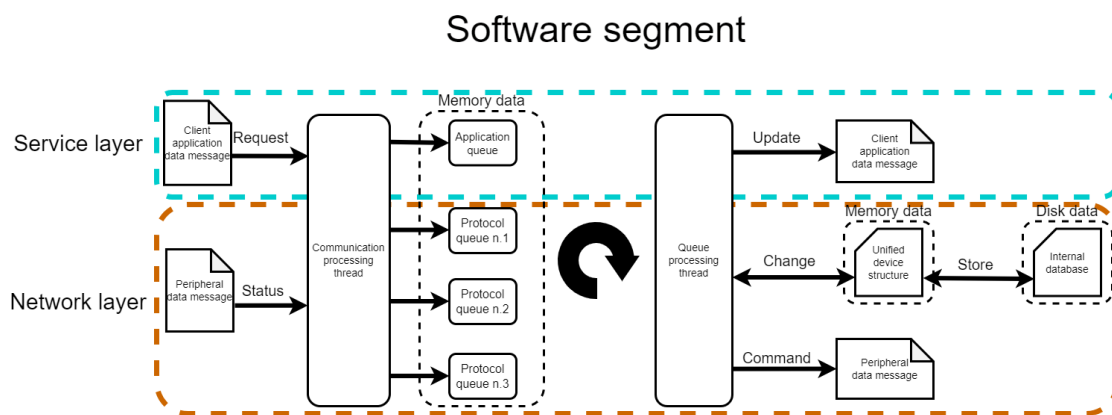 Software segment
Service layer
Client
application
data message
Request
Memory data
Application
queue
Update
Client
application
data message
Network layer
Peripheral
data message
Status
Communication
processing
thread
Protocol
queue n.1
Protocol
queue n.2
Protocol
queue n.3
Queue
processing
thread
Change
Memory data
Unified
device
structure
Store
Disk data
Internal
database
Command
Peripheral
data message